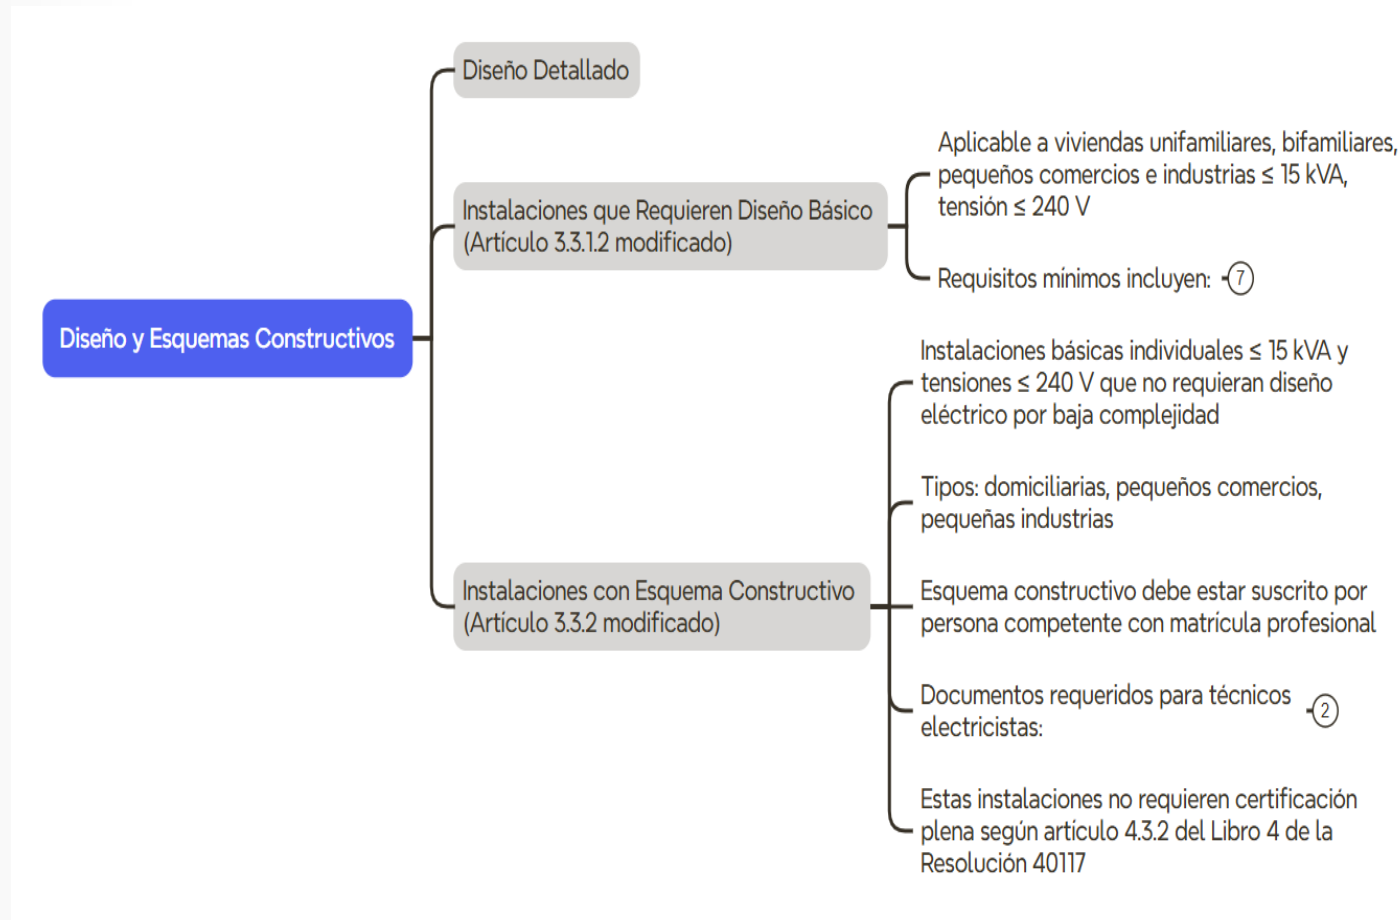 Diseño y Esquemas Constructivos
Diseño Detallado
Instalaciones que Requieren Diseño Básico
(Artículo 3.3.1.2 modificado)
Aplicable a viviendas unifamiliares, bifamiliares,
pequeños comercios e industrias ≤ 15 kVA,
tensión ≤ 240 V
Requisitos mínimos incluyen: 7
Instalaciones con Esquema Constructivo
(Artículo 3.3.2 modificado)
Instalaciones básicas individuales ≤ 15 kVA y
tensiones ≤ 240 V que no requieran diseño
eléctrico por baja complejidad
Tipos: domiciliarias, pequeños comercios,
pequeñas industrias
Esquema constructivo debe estar suscrito por
persona competente con matrícula profesional
Documentos requeridos para técnicos
electricistas: 2
Estas instalaciones no requieren certificación
plena según artículo 4.3.2 del Libro 4 de la
Resolución 40117